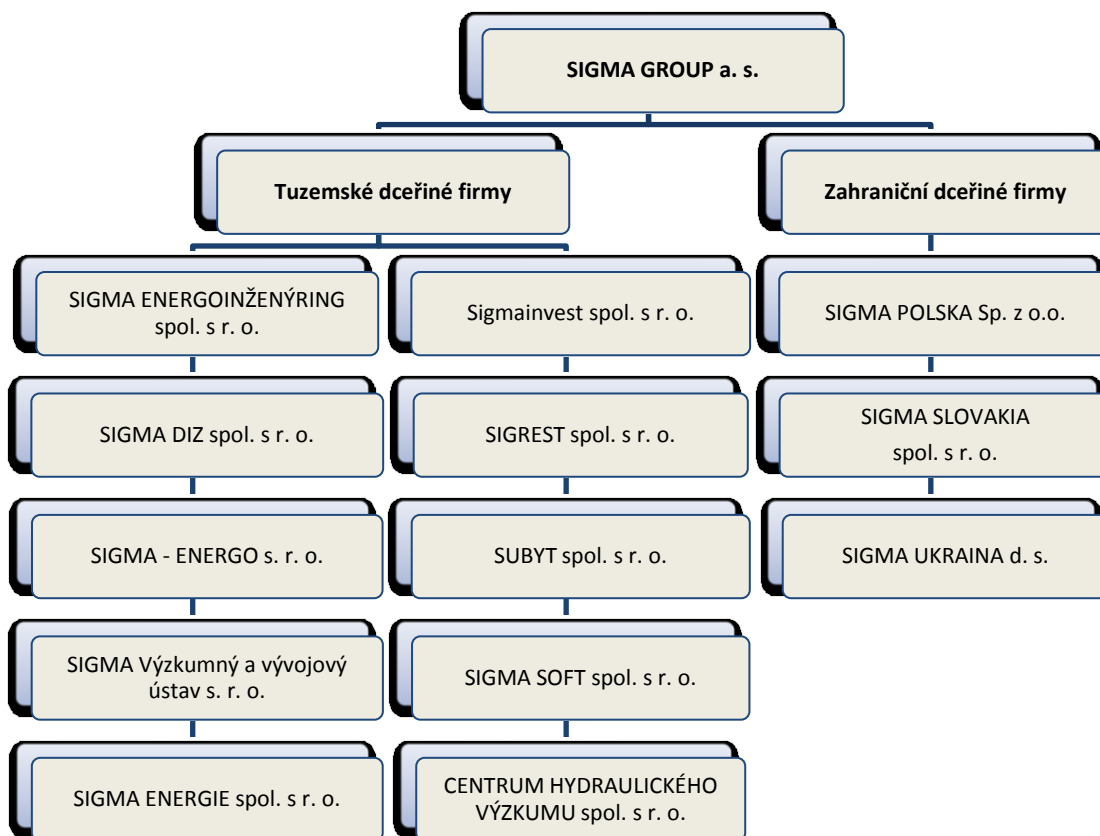 SIGMA GROUP a. s.
Tuzemské dceřiné firmy
Zahraniční dceřiné firmy
SIGMA ENERGOINŽENÝRING
spol. s r. o.
Sigmainvest spol. s r. o.
SIGMA POLSKA Sp. z o.o.
SIGMA DIZ spol. s r. o.
SIGREST spol. s r. o.
SIGMA SLOVAKIA
spol. s r. o.
SIGMA - ENERGO s. r. o.
SUBYT spol. s r. o.
SIGMA UKRAINA d. s.
SIGMA Výzkumný a vývojový
ústav s. r. o.
SIGMA SOFT spol. s r. o.
SIGMA ENERGIE spol. s r. o.
CENTRUM HYDRAULICKÉHO
VÝZKUMU spol. s r. o.